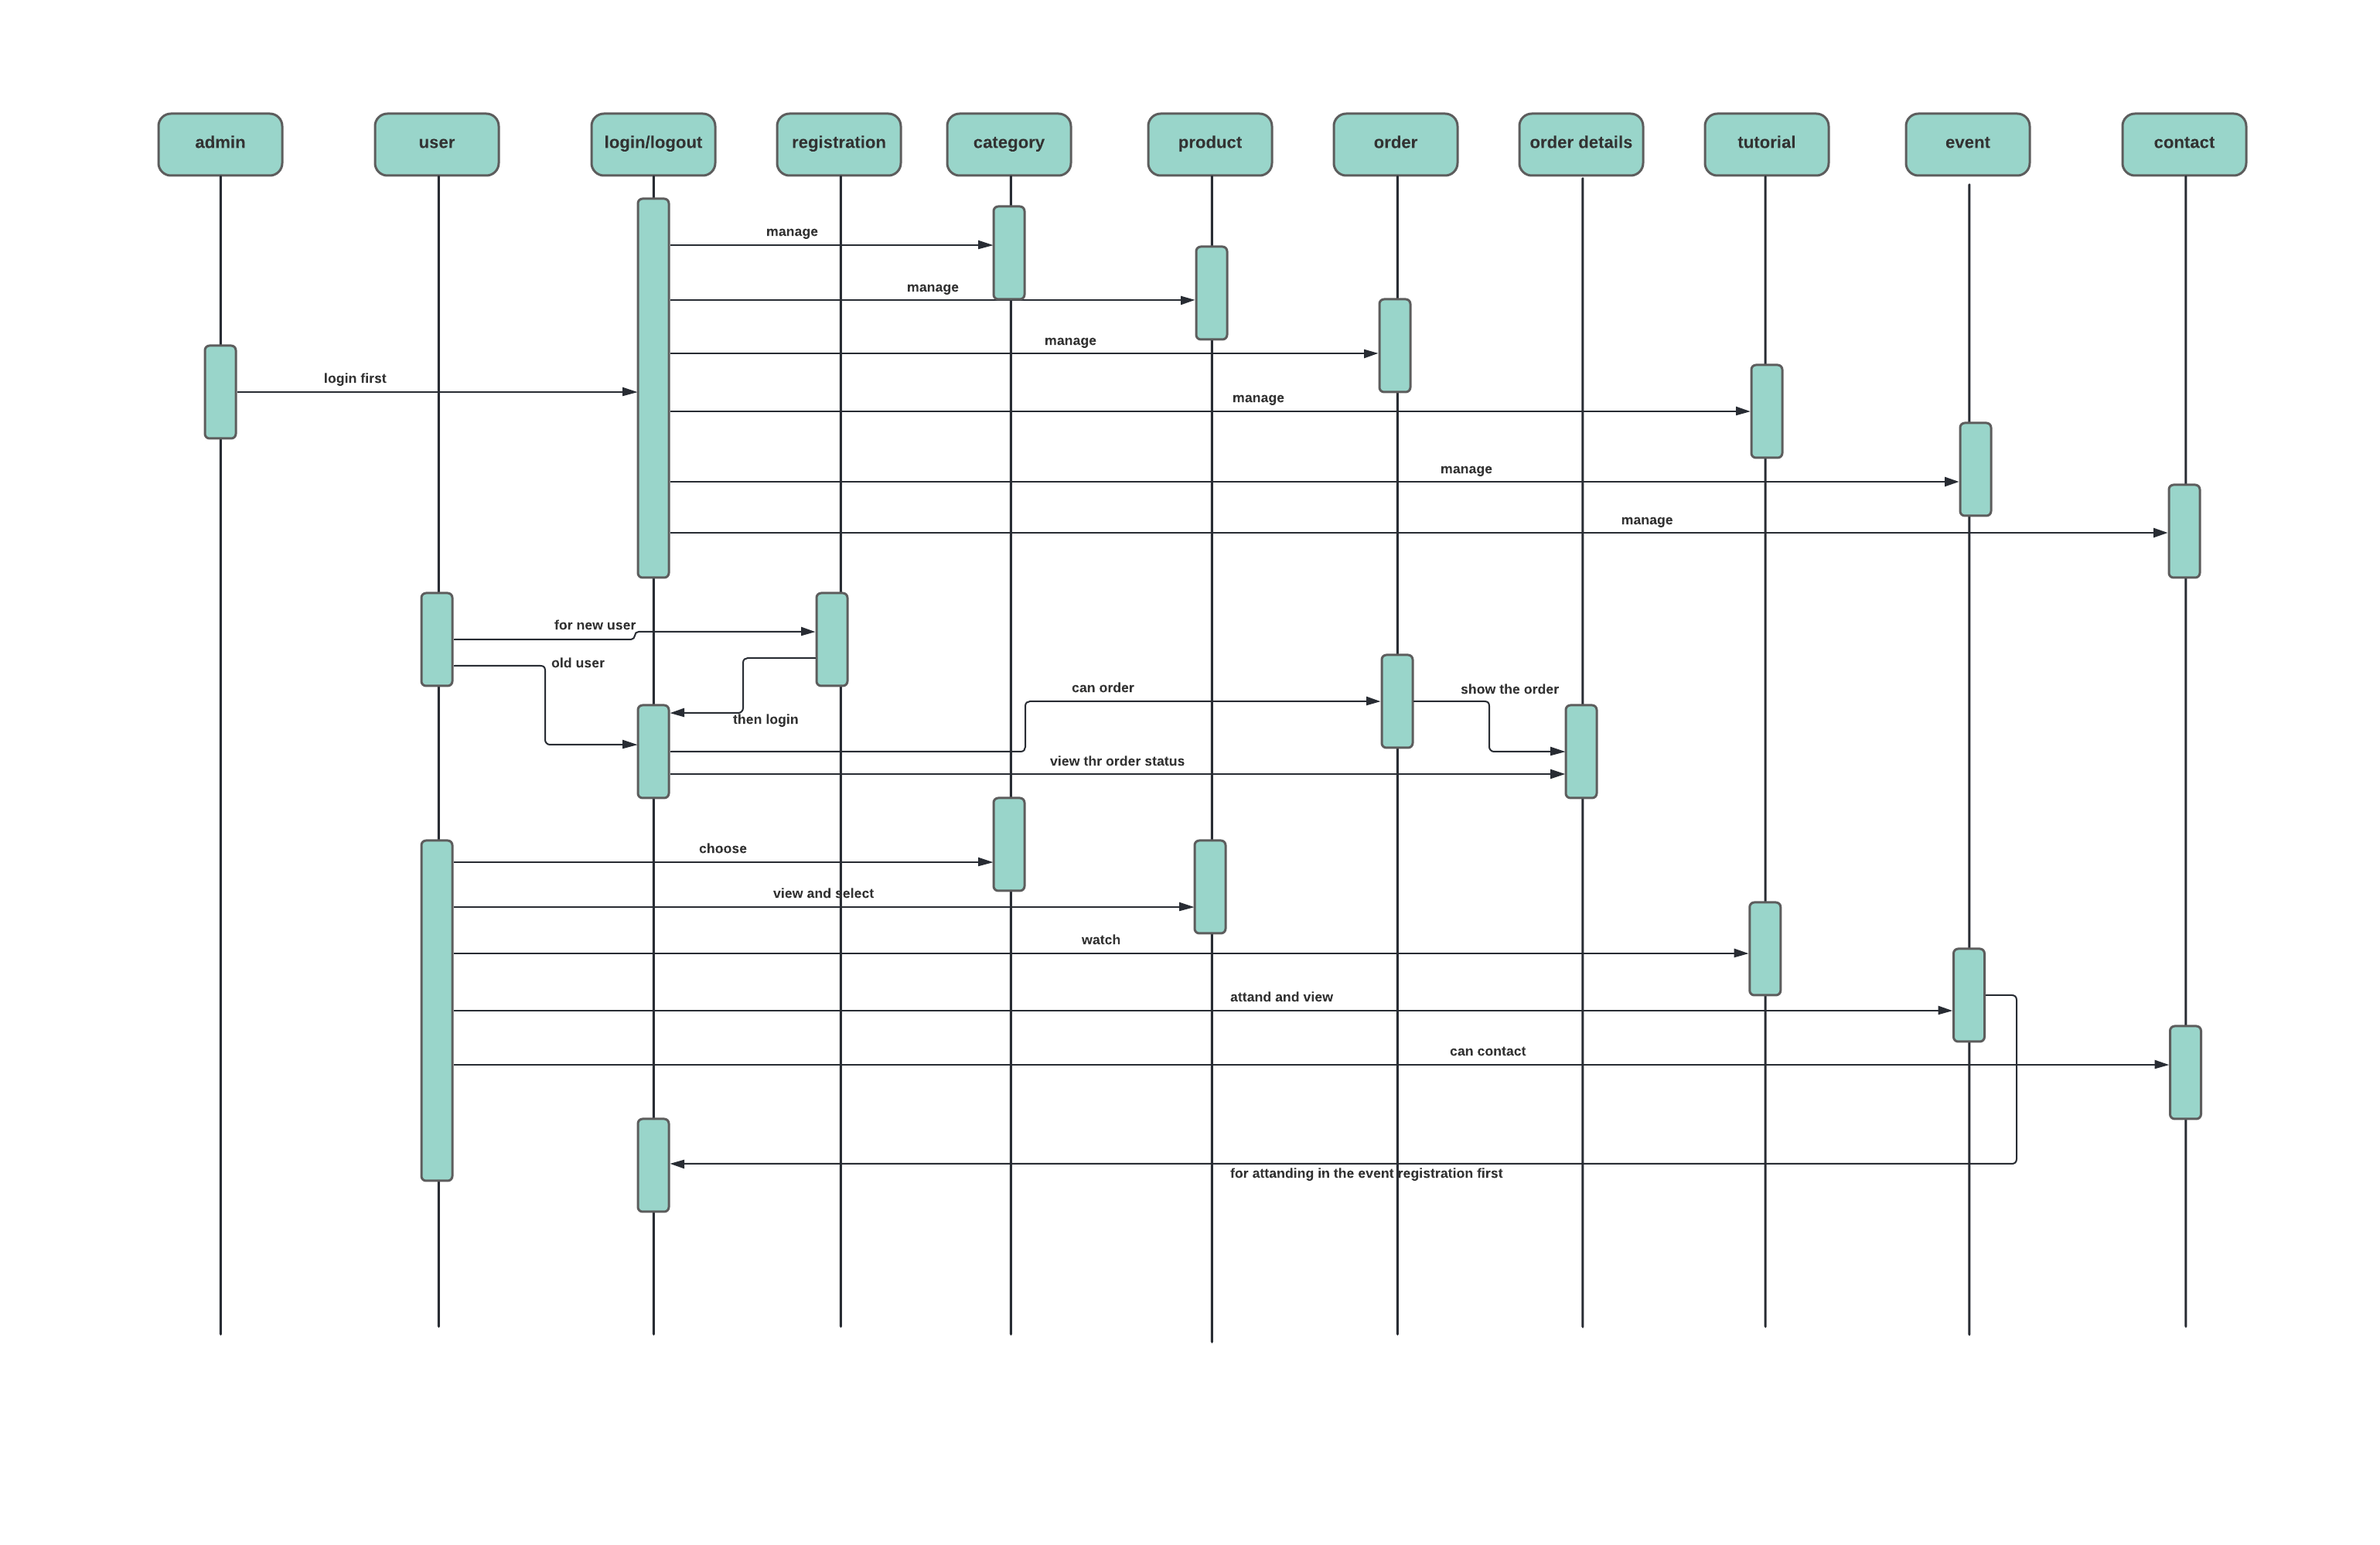 admin
user
login/logout
registration
category
product
order
order details
tutorial
event
contact
manage
manage
manage
login first
manage
manage
manage
for new user
old user
can order
show the order
then login
view thr order status
choose
view and select
watch
attand and view
can contact
for attanding in the event registration first